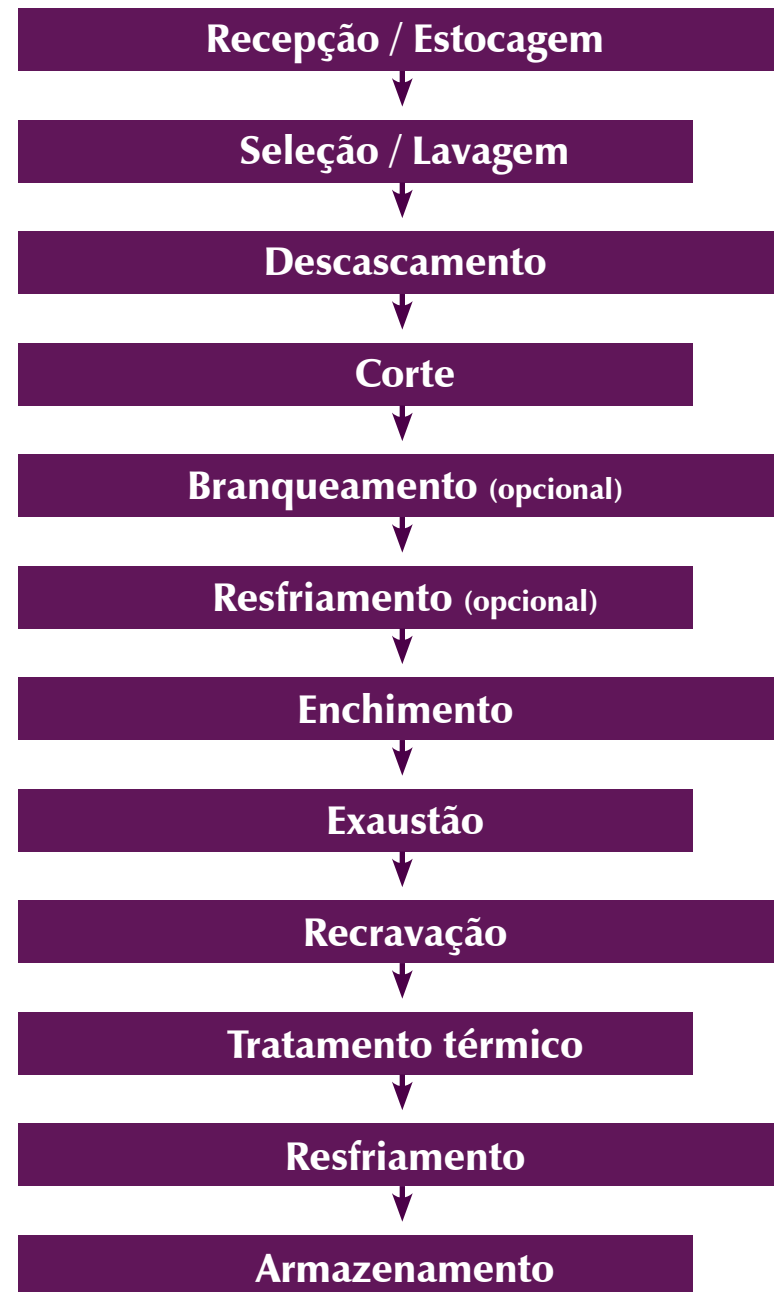 Recepção / Estocagem
Seleção / Lavagem
Descascamento
Corte
Branqueamento (opcional)
Resfriamento (opcional)
Enchimento
Exaustão
Recravação
Tratamento térmico
Resfriamento
Armazenamento